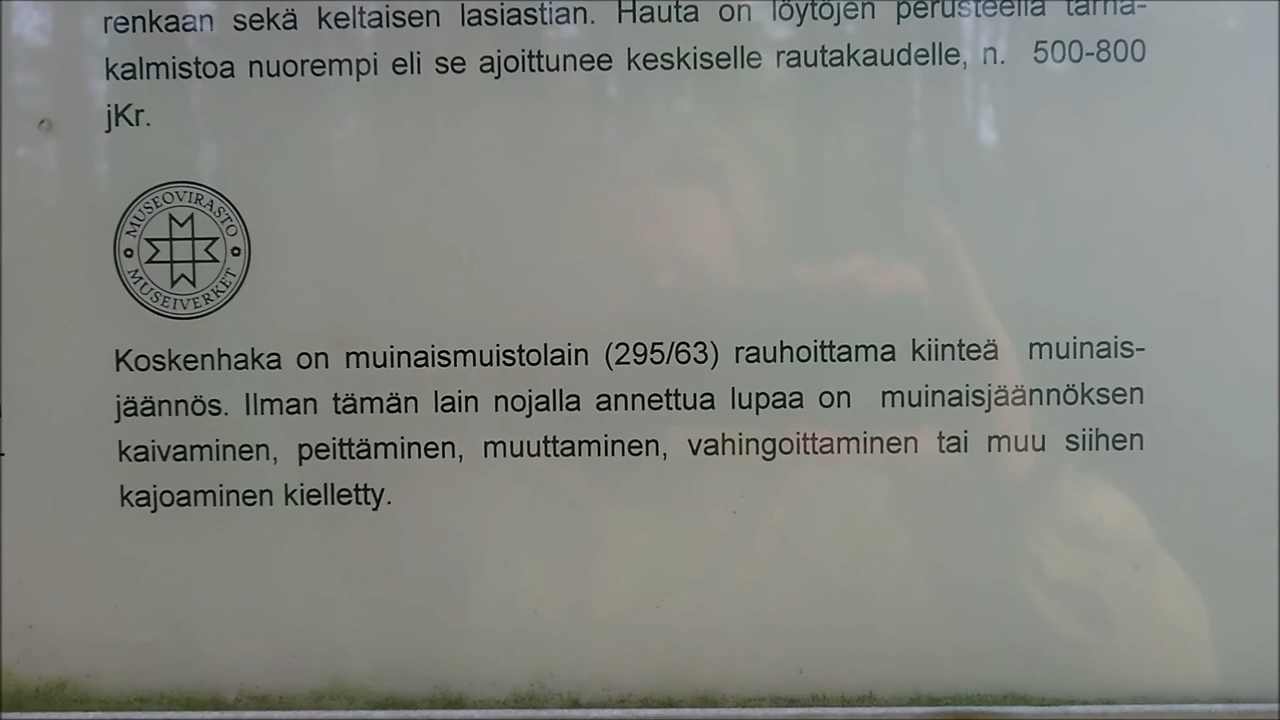 renkaan sekä keltaisen lasiastian. Hauta on löytöjen perusteella tarha-
kalmistoa nuorempi eli se ajoittunee keskiselle rautakaudelle, n. 500-800
jKr.
MUSEOVIRASTO
MUSEIVERKET
Koskenhaka on muinaismuistolain (295/63) rauhoittama kiinteä muinais-
jäännös. Ilman tämän lain nojalla annettua lupaa on muinaisjäännöksen
kaivaminen, peittäminen, muuttaminen, vahingoittaminen tai muu siihen
kajoaminen kielletty.